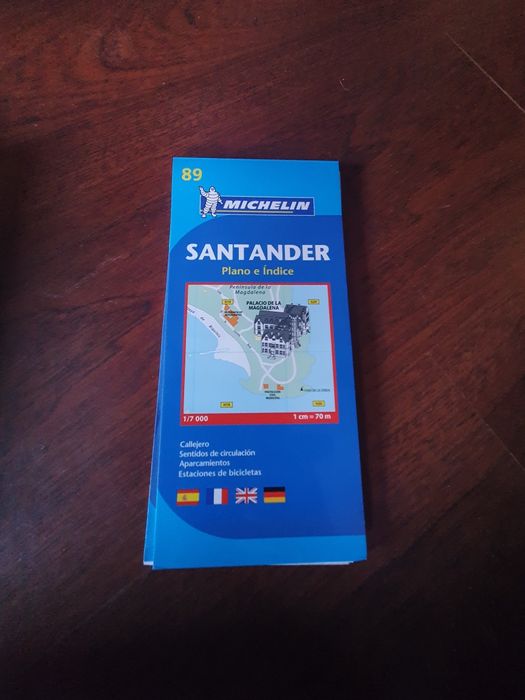 89
MICHELIN
SANTANDER
Plano e Índice
Península de la
Magdalena
PALACIO DE LA
MAGDALENA
1/7 000
1 cm = 70 m
Callejero
Sentidos de circulación
Aparcamientos
Estaciones de bicicletas